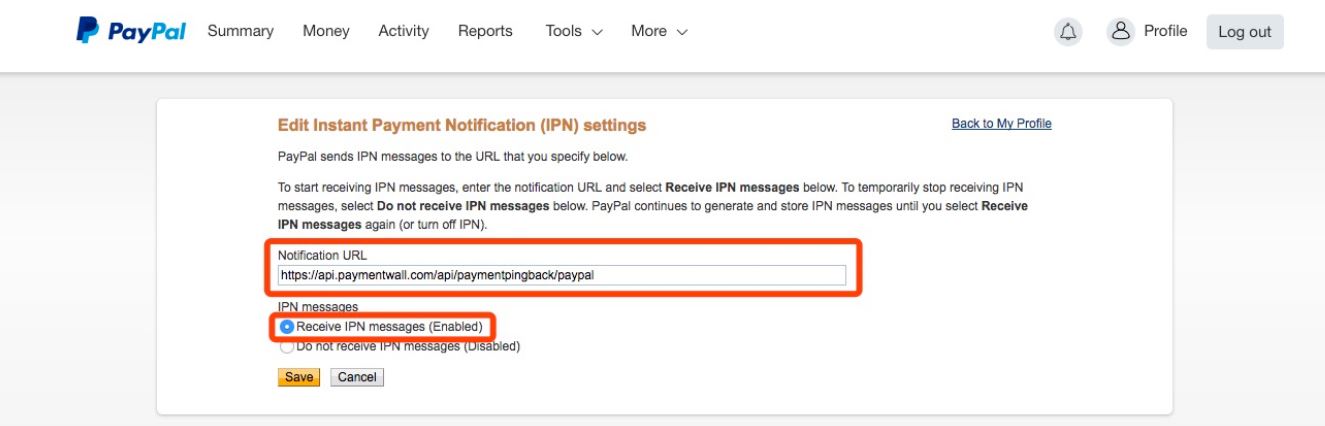 PayPal Summary Money Activity Reports Tools More Profile Log out
Edit Instant Payment Notification (IPN) settings Back to My Profile
PayPal sends IPN messages to the URL that you specify below.
To start receiving IPN messages, enter the notification URL and select Receive IPN messages below. To temporarily stop receiving IPN
messages, select Do not receive IPN messages below. PayPal continues to generate and store IPN messages until you select Receive
IPN messages again (or turn off IPN).
Notification URL
https://api.paymentwall.com/api/paymentpingback/paypal
IPN messages
Receive IPN messages (Enabled)
Do not receive IPN messages (Disabled)
Save Cancel